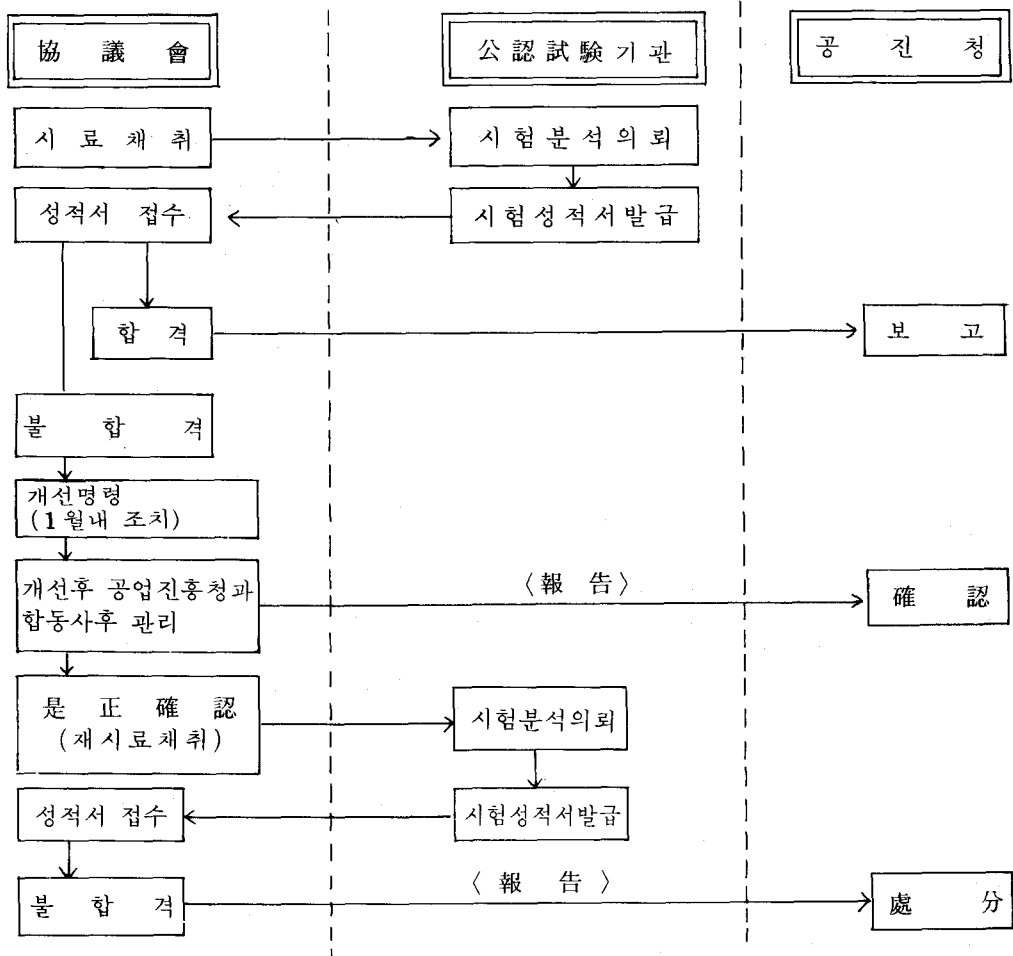 協 議 會
公認試驗기관
공 진 청
시 료 채 취
시험분석의뢰
성적서 접수
시험성적서발급
합 격
보 고
불 합 격
개선명령
(1월내 조치)
개선후 공업진흥청과
합동사후 관리
〈報 告〉
確 認
是 正 確 認
(재시료채취)
시험분석의뢰
성적서 접수
시험성적서발급
불 합 격
〈報 告〉
處 分